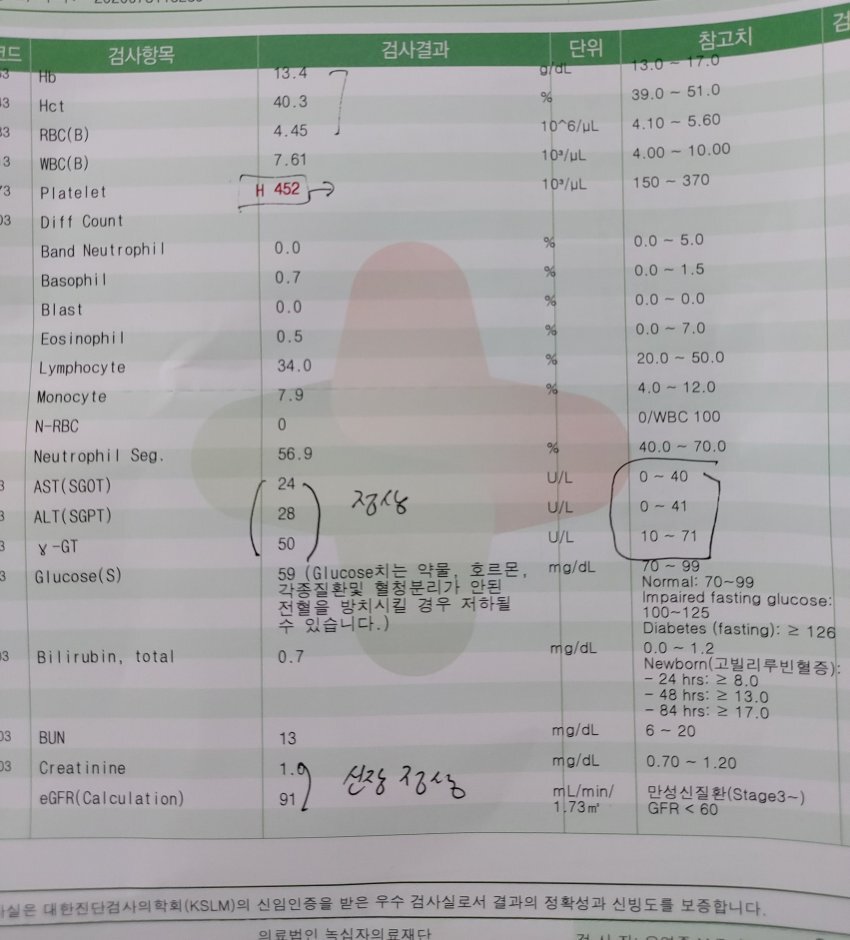 검사항목 검사결과 단위 참고치
Hb 13.4 g/dL 13.0 ~ 17.0
Hct 40.3 % 39.0 ~ 51.0
RBC(B) 4.45 10^6/μL 4.10 ~ 5.60
WBC(B) 7.61 10³/μL 4.00 ~ 10.00
Platelet H 452 10³/μL 150 ~ 370
Diff Count
Band Neutrophil 0.0 % 0.0 ~ 5.0
Basophil 0.7 % 0.0 ~ 1.5
Blast 0.0 % 0.0 ~ 0.0
Eosinophil 0.5 % 0.0 ~ 7.0
Lymphocyte 34.0 % 20.0 ~ 50.0
Monocyte 7.9 % 4.0 ~ 12.0
N-RBC 0 0/WBC 100
Neutrophil Seg. 56.9 % 40.0 ~ 70.0
AST(SGOT) 24 U/L 0 ~ 40
ALT(SGPT) 28 정상 U/L 0 ~ 41
γ-GT 50 U/L 10 ~ 71
Glucose(S) 59 (Glucose치는 약물, 호르몬, mg/dL 70 ~ 99
각종질환및 혈청분리가 안된 Normal: 70~99
전혈을 방치시킬 경우 저하될 Impaired fasting glucose:
수 있습니다.) 100~125
Diabetes (fasting): ≥ 126
Bilirubin, total 0.7 mg/dL 0.0 ~ 1.2
Newborn(고빌리루빈혈증):
- 24 hrs: ≥ 8.0
- 48 hrs: ≥ 13.0
- 84 hrs: ≥ 17.0
BUN 13 mg/dL 6 ~ 20
Creatinine 1.0 신장 정상 mg/dL 0.70 ~ 1.20
eGFR(Calculation) 91 mL/min/ 만성신질환(Stage3~)
1.73㎡ GFR < 60
실은 대한진단검사의학회(KSLM)의 신임인증을 받은 우수 검사실로서 결과의 정확성과 신빙도를 보증합니다.
의료법인 녹십자의료재단